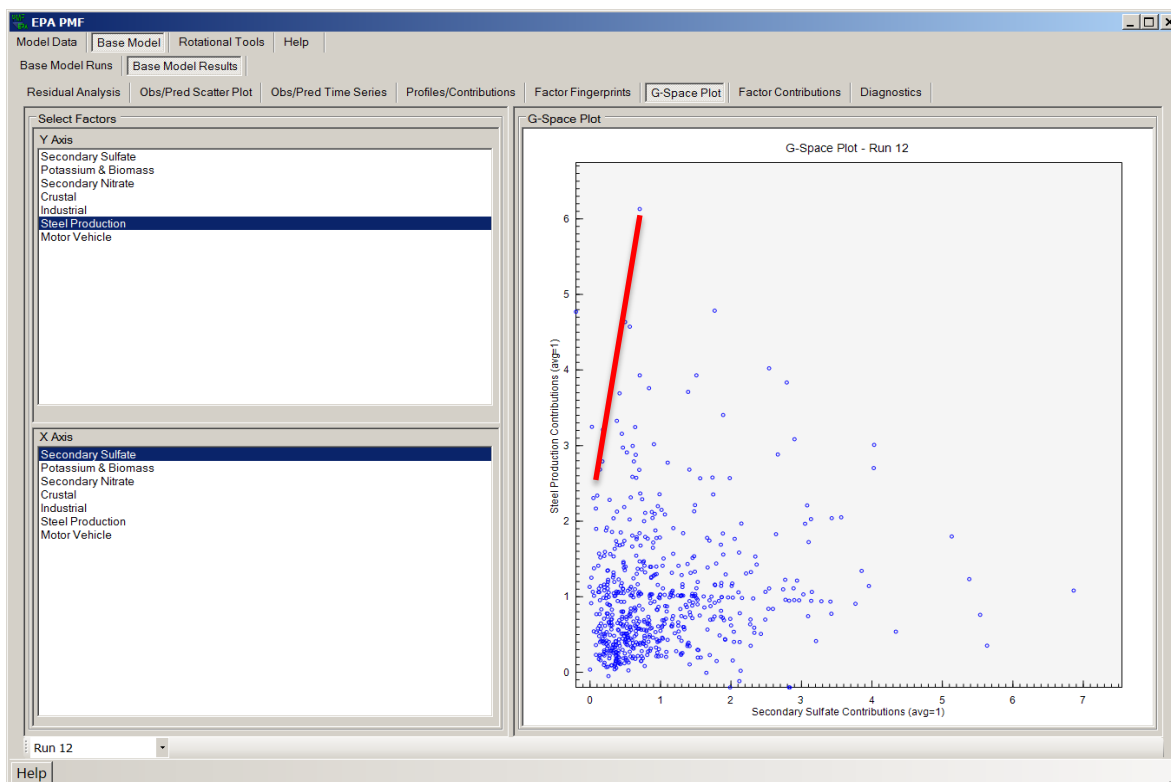 EPA PMF
Model Data Base Model Rotational Tools Help
Base Model Runs Base Model Results
Residual Analysis Obs/Pred Scatter Plot Obs/Pred Time Series Profiles/Contributions Factor Fingerprints G-Space Plot Factor Contributions Diagnostics
Select Factors
Y Axis
Secondary Sulfate
Potassium & Biomass
Secondary Nitrate
Crustal
Industrial
Steel Production
Motor Vehicle
X Axis
Secondary Sulfate
Potassium & Biomass
Secondary Nitrate
Crustal
Industrial
Steel Production
Motor Vehicle
G-Space Plot
G-Space Plot - Run 12
Steel Production Contributions (avg=1)
6
5
4
3
2
1
0
0 1 2 3 4 5 6 7
Secondary Sulfate Contributions (avg=1)
Run 12
Help